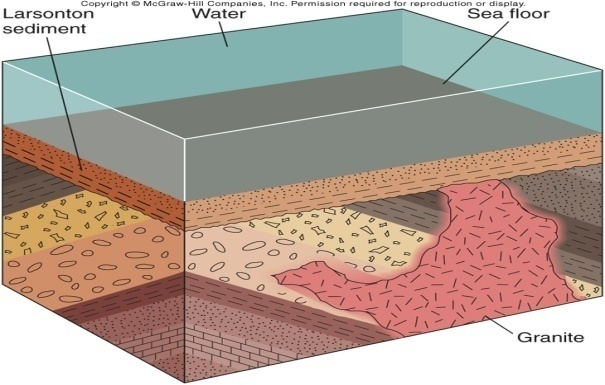 Copyright © McGraw-Hill Companies, Inc. Permission required for reproduction or display.
Larsonton
sediment
Water
Sea floor
Granite